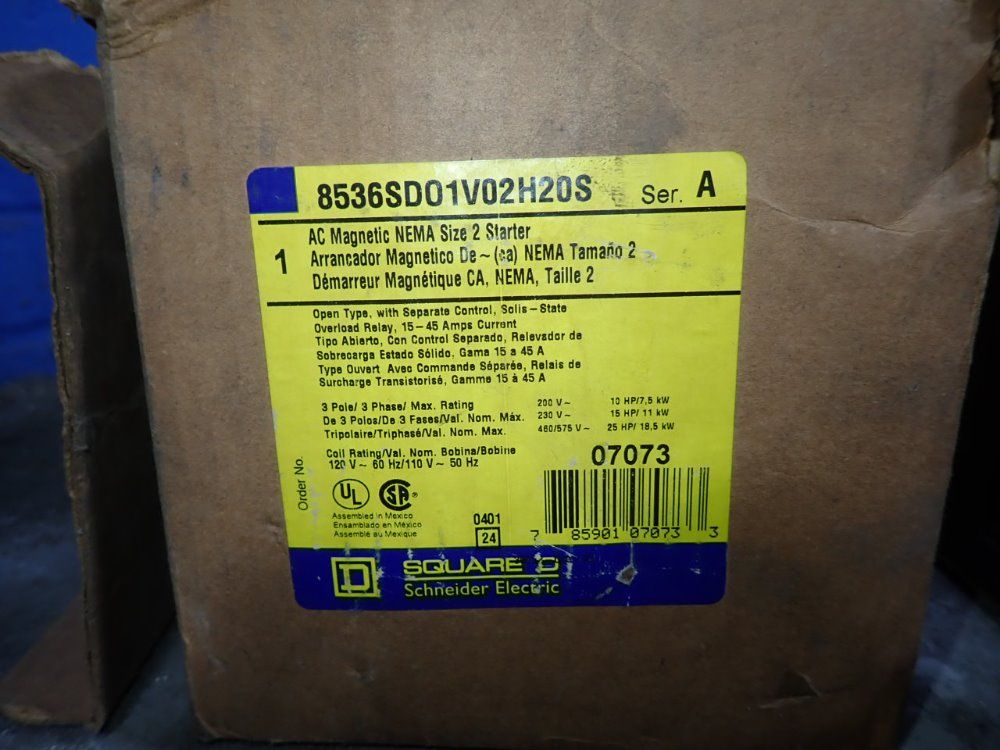 8536SDO1V02H20S Ser. A
1
AC Magnetic NEMA Size 2 Starter
Arrancador Magnetico De ~ (ca) NEMA Tamaño 2
Démarreur Magnétique CA, NEMA, Taille 2
Open Type, with Separate Control, Solis-State
Overload Relay, 15-45 Amps Current
Tipo Abierto, Con Control Separado, Relevador de
Sobrecarga Estado Sólido, Gama 15 a 45 A
Type Ouvert Avec Commande Séparée, Relais de
Surcharge Transistorisé, Gamme 15 à 45 A
3 Pole/ 3 Phase/ Max. Rating 200 V~ 10 HP/7,5 kW
De 3 Polos/De 3 Fases/Val. Nom. Máx. 230 V~ 15 HP/ 11 kW
Tripolaire/Triphasé/Val. Nom. Max. 460/575 V~ 25 HP/ 18,5 kW
Coil Rating/Val. Nom. Bobina/Bobine
120 V~ 60 Hz/110 V~ 50 Hz
07073
Order No.
UL SA
Assembled in Mexico
Ensamblado en México
Assemblé au Mexique
0401
24
7 85901 07073 3
D SQUARE D
Schneider Electric